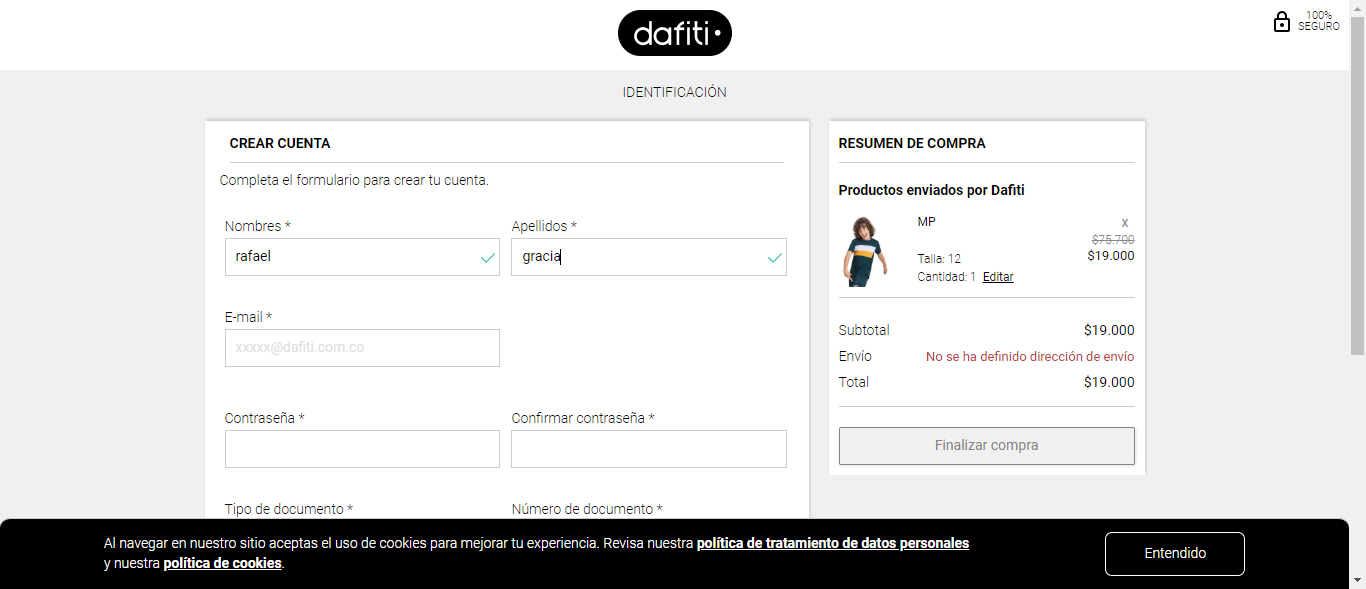 dafiti
100%
SEGURO
IDENTIFICACIÓN
CREAR CUENTA
Completa el formulario para crear tu cuenta.
Nombres *
Apellidos *
rafael
gracia
E-mail *
xxxxx@dafiti.com.co
Contraseña *
Confirmar contraseña *
Tipo de documento *
Número de documento *
RESUMEN DE COMPRA
Productos enviados por Dafiti
MP
X
$75.700
Talla: 12
$19.000
Cantidad: 1 Editar
Subtotal
$19.000
Envío
No se ha definido dirección de envío
Total
$19.000
Finalizar compra
Al navegar en nuestro sitio aceptas el uso de cookies para mejorar tu experiencia. Revisa nuestra política de tratamiento de datos personales
y nuestra política de cookies.
Entendido